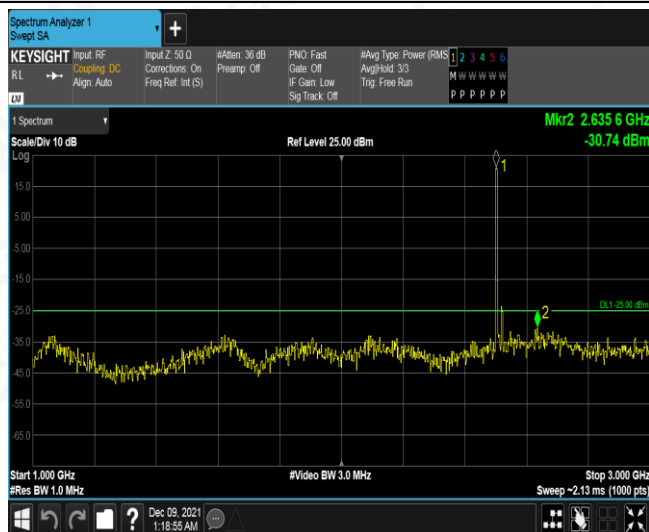 Spectrum Analyzer 1
Swept SA
+
KEYSIGHT
RL
LXI
Input: RF
Coupling: DC
Align: Auto
Input Z: 50 Ω
Corrections: On
Freq Ref: Int (S)
#Atten: 36 dB
Preamp: Off
PNO: Fast
Gate: Off
IF Gain: Low
Sig Track: Off
#Avg Type: Power (RMS
Avg|Hold: 3/3
Trig: Free Run
1 2 3 4 5 6
M W W W W W
P P P P P P
1 Spectrum
Mkr2 2.635 6 GHz
-30.74 dBm
Scale/Div 10 dB
Ref Level 25.00 dBm
Log
1
15.0
5.00
-5.00
-15.0
-25.0
DL1 -25.00 dBm
2
-35.0
-45.0
-55.0
-65.0
Start 1.000 GHz
#Video BW 3.0 MHz
Stop 3.000 GHz
#Res BW 1.0 MHz
Sweep ~2.13 ms (1000 pts)
?
Dec 09, 2021
1:18:55 AM